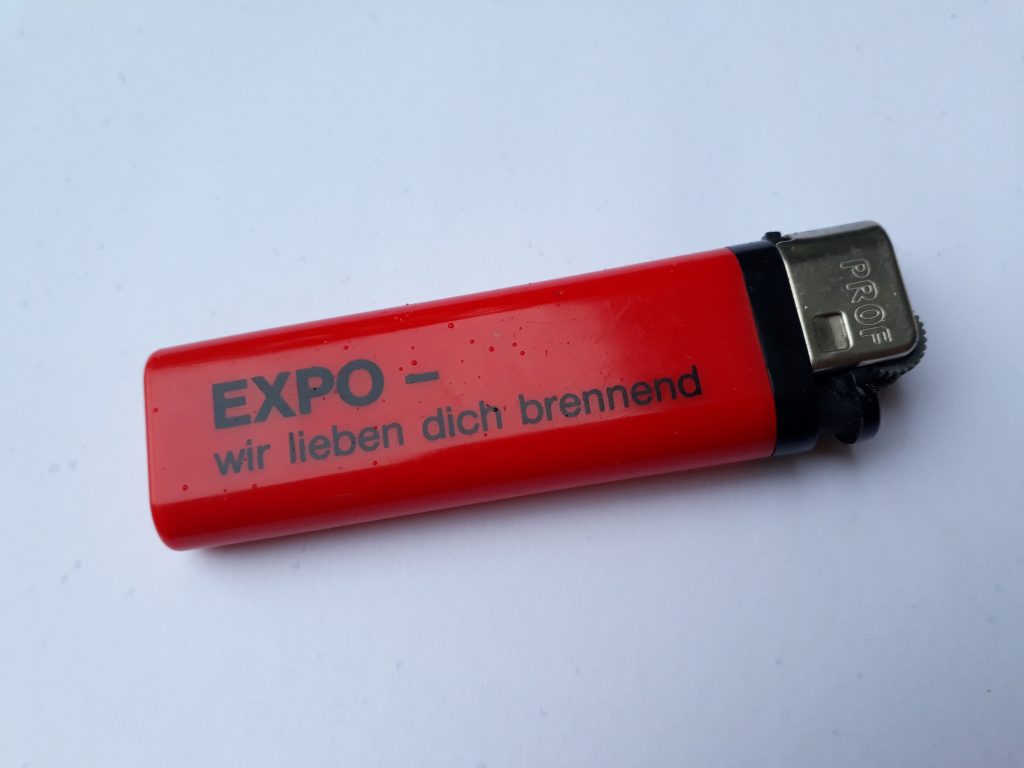 EXPO –
wir lieben dich brennend
PROF